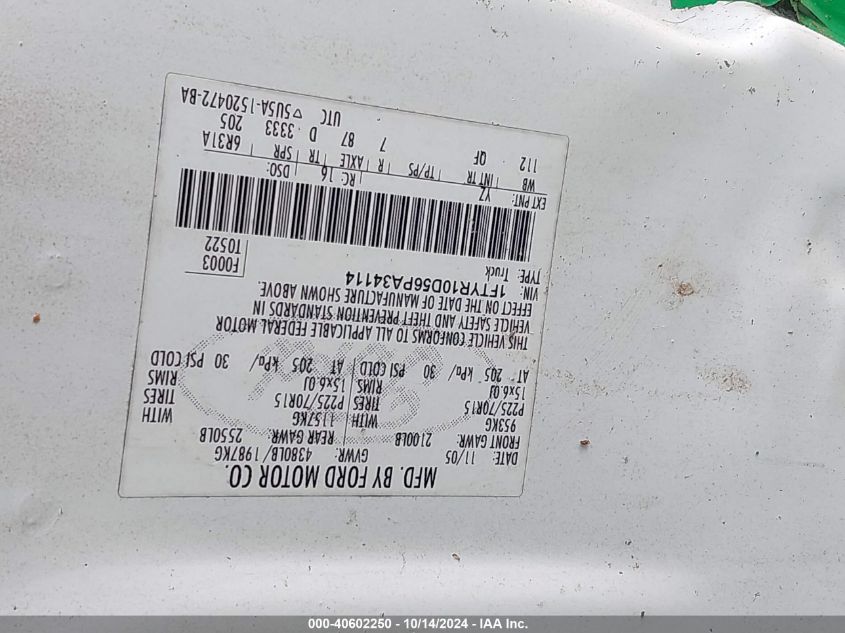 MFD. BY FORD MOTOR CO.
DATE: 11/05 GVWR: 4380LB/ 1987KG
FRONT GAWR: 2100LB REAR GAWR: 2550LB
953KG WITH 1157KG WITH
P225/70R15 TIRES P225/70R15 TIRES
15x6.0J RIMS 15x6.0J RIMS
AT 205 kPa/ 30 PSI COLD AT 205 kPa/ 30 PSI COLD
THIS VEHICLE CONFORMS TO ALL APPLICABLE FEDERAL MOTOR
VEHICLE SAFETY AND THEFT PREVENTION STANDARDS IN
EFFECT ON THE DATE OF MANUFACTURE SHOWN ABOVE.
VIN: 1FTYR10D56PA34114
TYPE: Truck
F0003
T0522
EXT PNT: YZ RC: 16 DSO:
WB INT TR TP/PS R AXLE TR SPR 6R31A
112 QF 7 87 D 3333 205
UTC ▽ 5U5A-1520472-BA
000-40602250 - 10/14/2024 - IAA Inc.